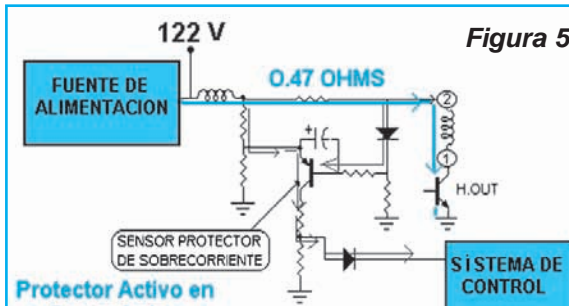 122 V
Figura 5
FUENTE DE
ALIMENTACION
0.47 OHMS
2
1
H.OUT
+
SENSOR PROTECTOR
DE SOBRECORRIENTE
SISTEMA DE
CONTROL
Protector Activo en